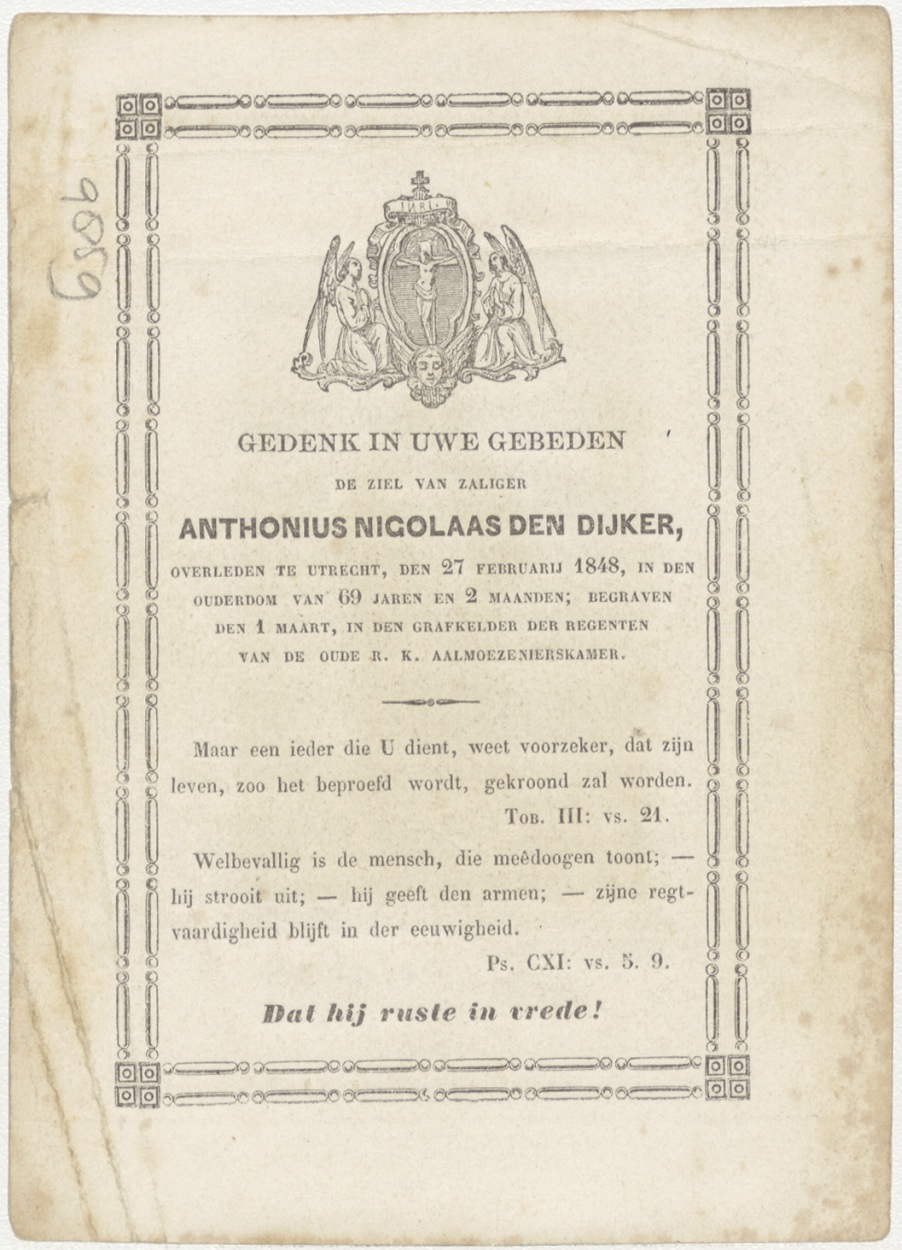 INRI.
GEDENK IN UWE GEBEDEN
DE ZIEL VAN ZALIGER
ANTHONIUS NIGOLAAS DEN DIJKER,
OVERLEDEN TE UTRECHT, DEN 27 FEBRUARIJ 1848, IN DEN
OUDERDOM VAN 69 JAREN EN 2 MAANDEN; BEGRAVEN
DEN 1 MAART, IN DEN GRAFKELDER DER REGENTEN
VAN DE OUDE R. K. AALMOEZENIERSKAMER.
Maar een ieder die U dient, weet voorzeker, dat zijn
leven, zoo het beproefd wordt, gekroond zal worden.
TOB. III: vs. 21.
Welbevallig is de mensch, die meêdoogen toont; —
hij strooit uit; — hij geeft den armen; — zijne regt-
vaardigheid blijft in der eeuwigheid.
Ps. CXI: vs. 5. 9.
Dat hij ruste in vrede!